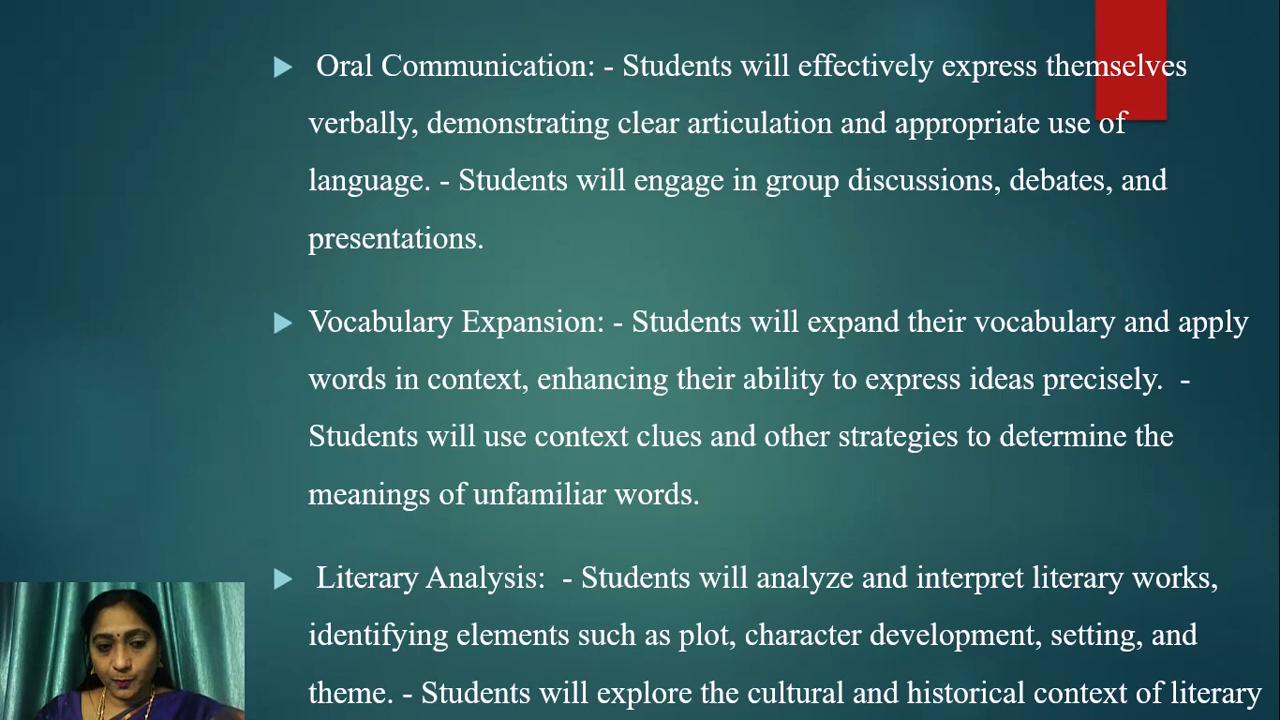 Oral Communication: - Students will effectively express themselves
verbally, demonstrating clear articulation and appropriate use of
language. - Students will engage in group discussions, debates, and
presentations.
Vocabulary Expansion: - Students will expand their vocabulary and apply
words in context, enhancing their ability to express ideas precisely.  -
Students will use context clues and other strategies to determine the
meanings of unfamiliar words.
Literary Analysis:  - Students will analyze and interpret literary works,
identifying elements such as plot, character development, setting, and
theme. - Students will explore the cultural and historical context of literary